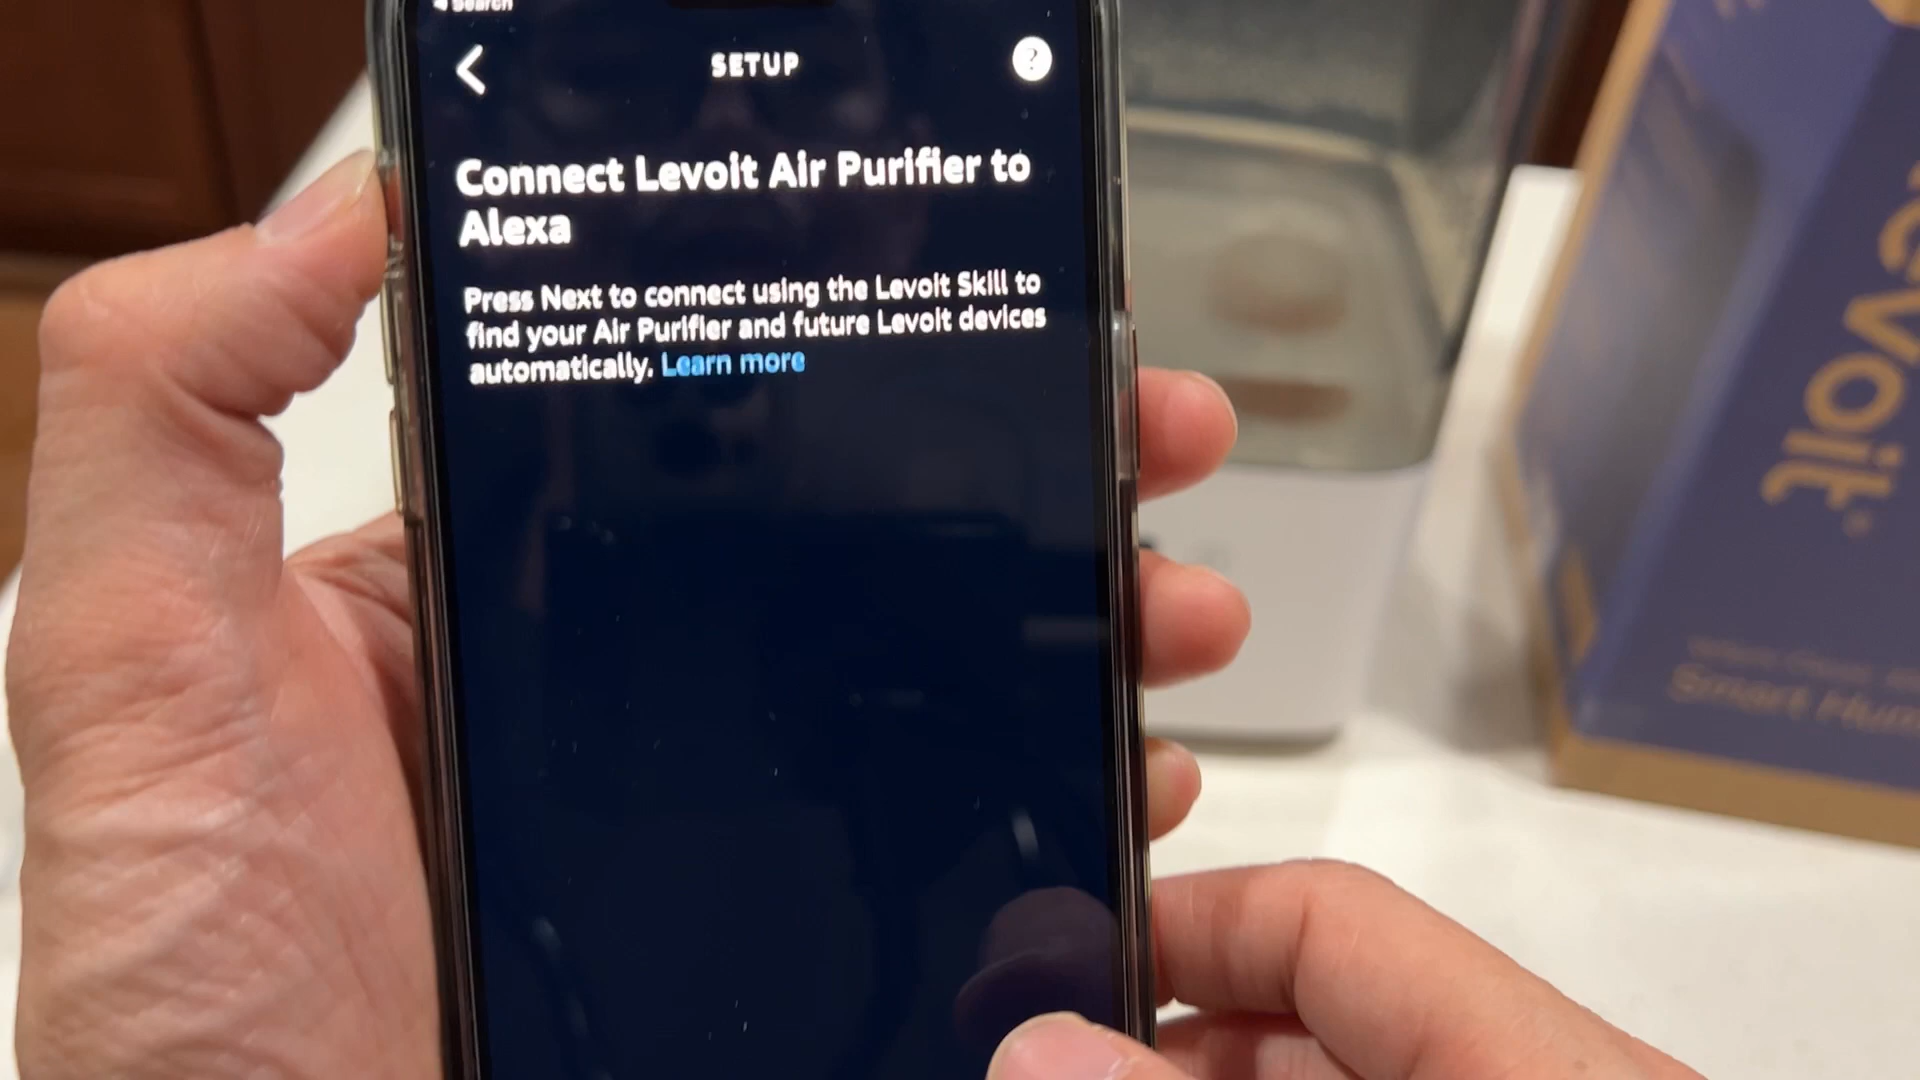 Search
SETUP
?
Connect Levoit Air Purifier to
Alexa
Press Next to connect using the Levoit Skill to
find your Air Purifier and future Levoit devices
automatically. Learn more
levoit
Smart Hum